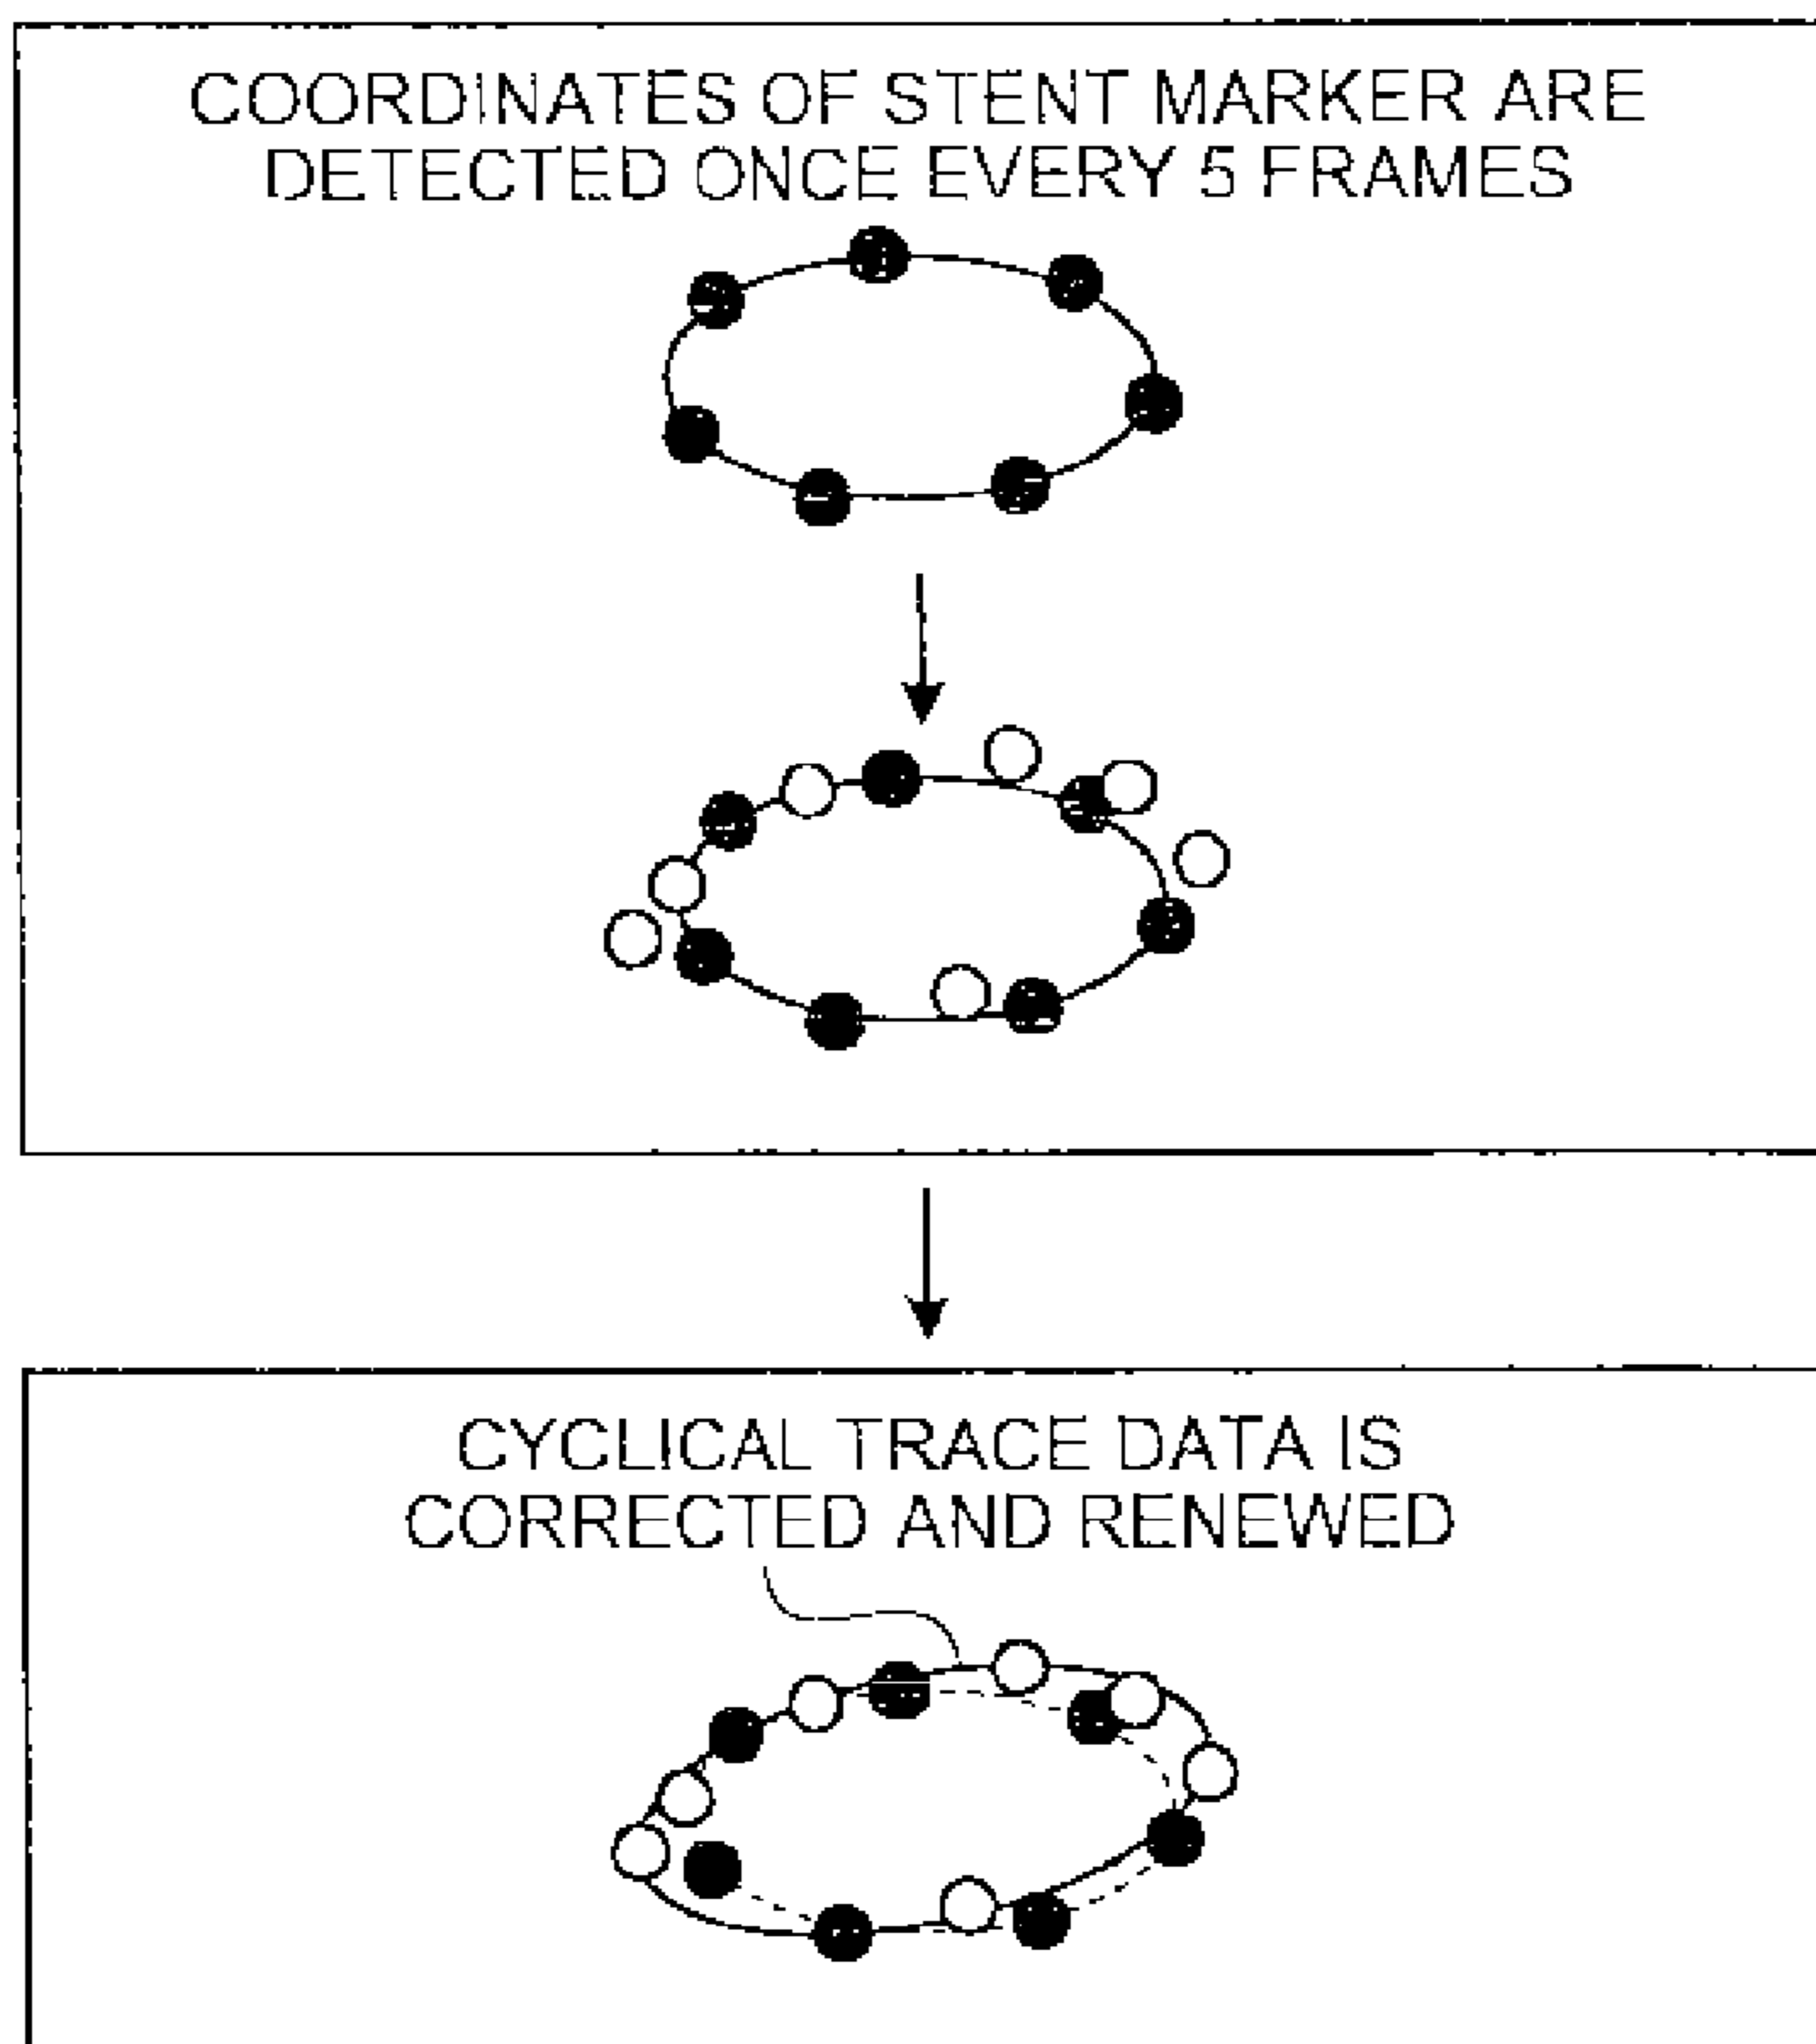 COORDINATES OF STENT MARKER ARE
DETECTED ONCE EVERY 5 FRAMES
CYCLICAL TRACE DATA IS
CORRECTED AND RENEWED